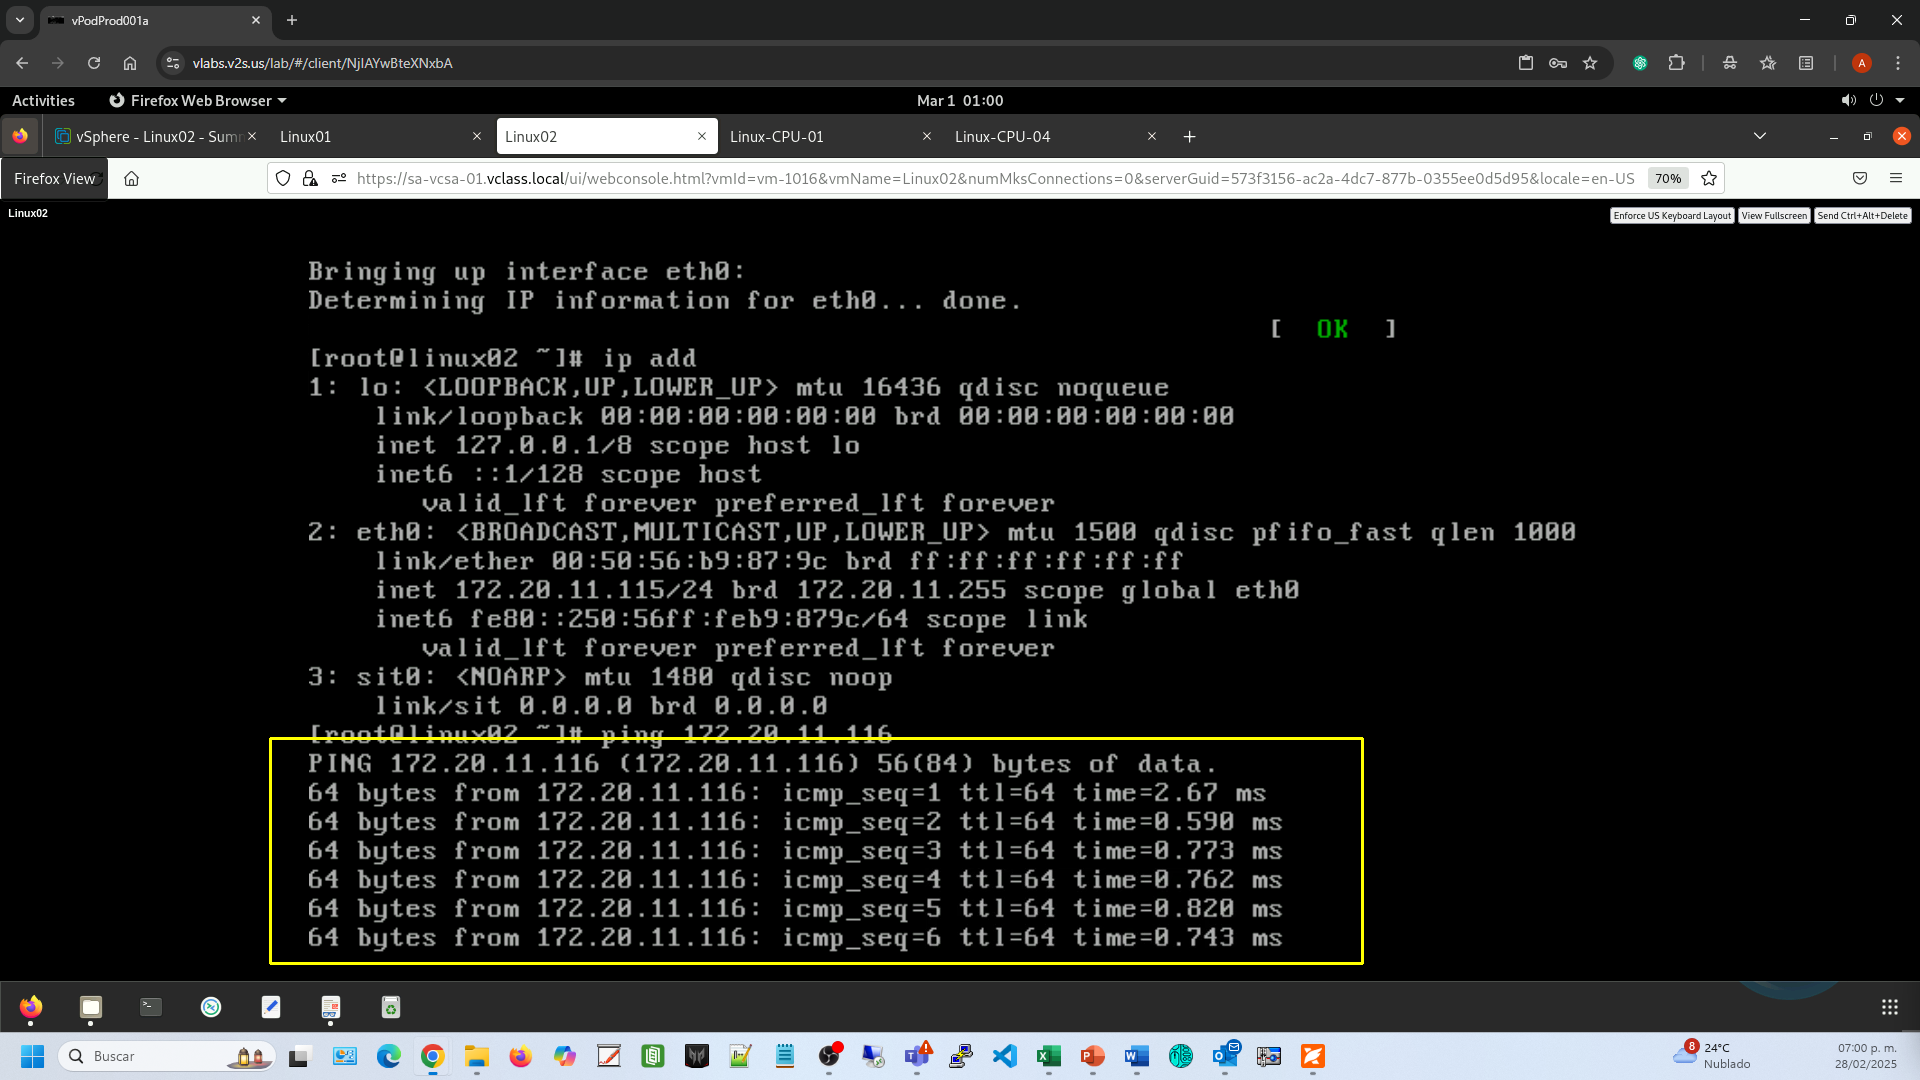 vPodProd001a
vlabs.v2s.us/lab/#/client/NjIAYwBteXNxbA
A
Activities
Firefox Web Browser
Mar 1 01:00
vSphere - Linux02 - Sum
Linux01
Linux02
Linux-CPU-01
Linux-CPU-04
Firefox View
https://sa-vcsa-01.vclass.local/ui/webconsole.html?vmId=vm-1016&vmName=Linux02&numMksConnections=0&serverGuid=573f3156-ac2a-4dc7-877b-0355ee0d5d95&locale=en-US
70%
Linux02
Enforce US Keyboard Layout
View Fullscreen
Send Ctrl+Alt+Delete
Bringing up interface eth0:
Determining IP information for eth0... done.
[ OK ]
[root@linux02 ~]# ip add
1: lo: <LOOPBACK,UP,LOWER_UP> mtu 16436 qdisc noqueue
link/loopback 00:00:00:00:00:00 brd 00:00:00:00:00:00
inet 127.0.0.1/8 scope host lo
inet6 ::1/128 scope host
valid_lft forever preferred_lft forever
2: eth0: <BROADCAST,MULTICAST,UP,LOWER_UP> mtu 1500 qdisc pfifo_fast qlen 1000
link/ether 00:50:56:b9:87:9c brd ff:ff:ff:ff:ff:ff
inet 172.20.11.115/24 brd 172.20.11.255 scope global eth0
inet6 fe80::250:56ff:feb9:879c/64 scope link
valid_lft forever preferred_lft forever
3: sit0: <NOARP> mtu 1480 qdisc noop
link/sit 0.0.0.0 brd 0.0.0.0
[root@linux02 ~]# ping 172.20.11.116
PING 172.20.11.116 (172.20.11.116) 56(84) bytes of data.
64 bytes from 172.20.11.116: icmp_seq=1 ttl=64 time=2.67 ms
64 bytes from 172.20.11.116: icmp_seq=2 ttl=64 time=0.590 ms
64 bytes from 172.20.11.116: icmp_seq=3 ttl=64 time=0.773 ms
64 bytes from 172.20.11.116: icmp_seq=4 ttl=64 time=0.762 ms
64 bytes from 172.20.11.116: icmp_seq=5 ttl=64 time=0.820 ms
64 bytes from 172.20.11.116: icmp_seq=6 ttl=64 time=0.743 ms
Buscar
8
24°C
Nublado
07:00 p. m.
28/02/2025